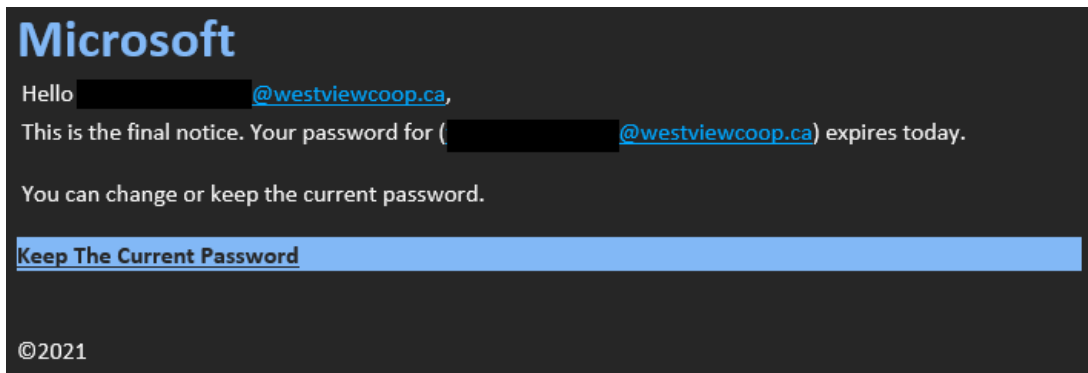 Microsoft
Hello @westviewcoop.ca,
This is the final notice. Your password for ( @westviewcoop.ca) expires today.
You can change or keep the current password.
Keep The Current Password
©2021